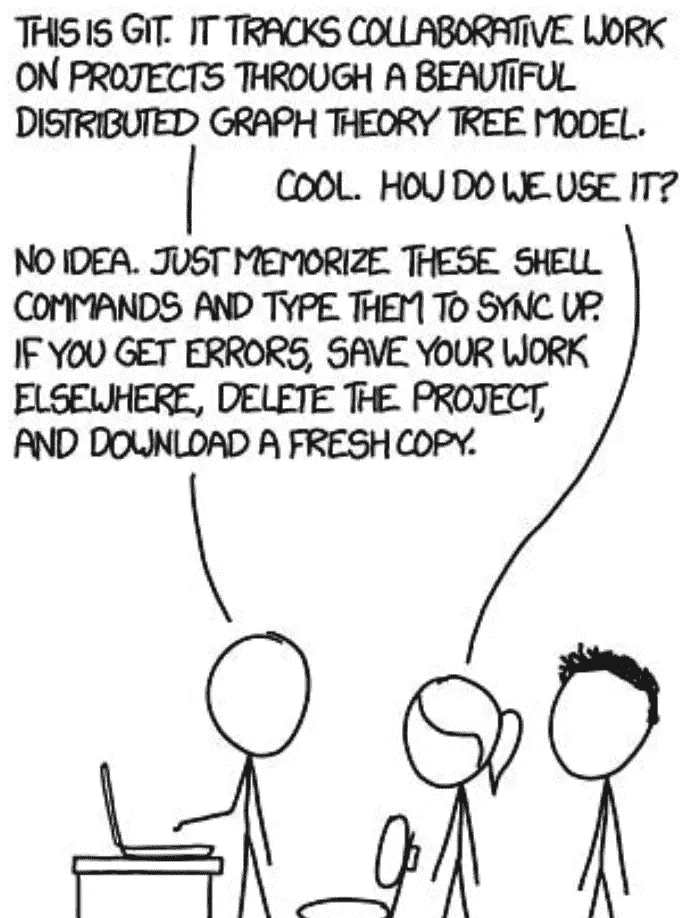 THIS IS GIT. IT TRACKS COLLABORATIVE WORK
ON PROJECTS THROUGH A BEAUTIFUL
DISTRIBUTED GRAPH THEORY TREE MODEL.
COOL. HOW DO WE USE IT?
NO IDEA. JUST MEMORIZE THESE SHELL
COMMANDS AND TYPE THEM TO SYNC UP.
IF YOU GET ERRORS, SAVE YOUR WORK
ELSEWHERE, DELETE THE PROJECT,
AND DOWNLOAD A FRESH COPY.